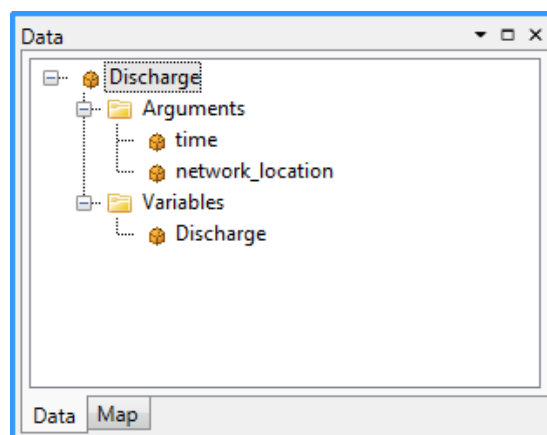 Data
Discharge
Arguments
time
network_location
Variables
Discharge
Data Map